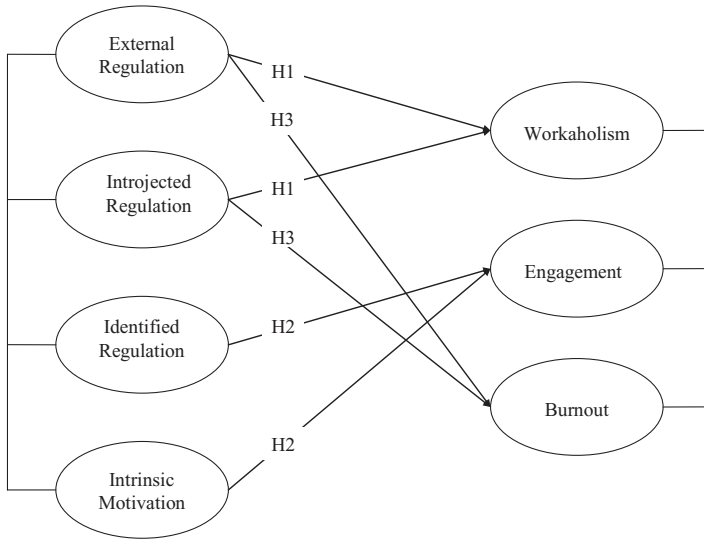 External
Regulation
H1
H3
Workaholism
Introjected
Regulation
H1
H3
Engagement
Identified
Regulation
H2
Burnout
H2
Intrinsic
Motivation